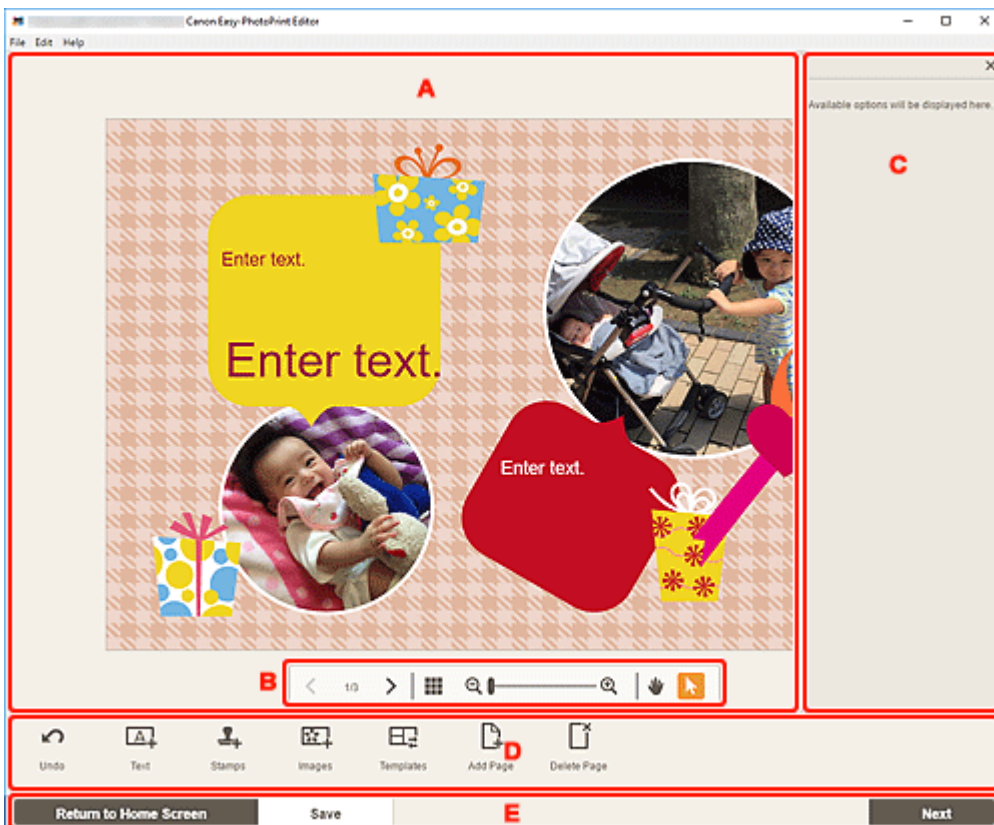 Canon Easy-PhotoPrint Editor
File Edit Help
A
Available options will be displayed here.
C
Enter text.
Enter text.
Enter text.
B
1/3
D
Undo
Text
Stamps
Images
Templates
Add Page
Delete Page
Return to Home Screen
Save
E
Next